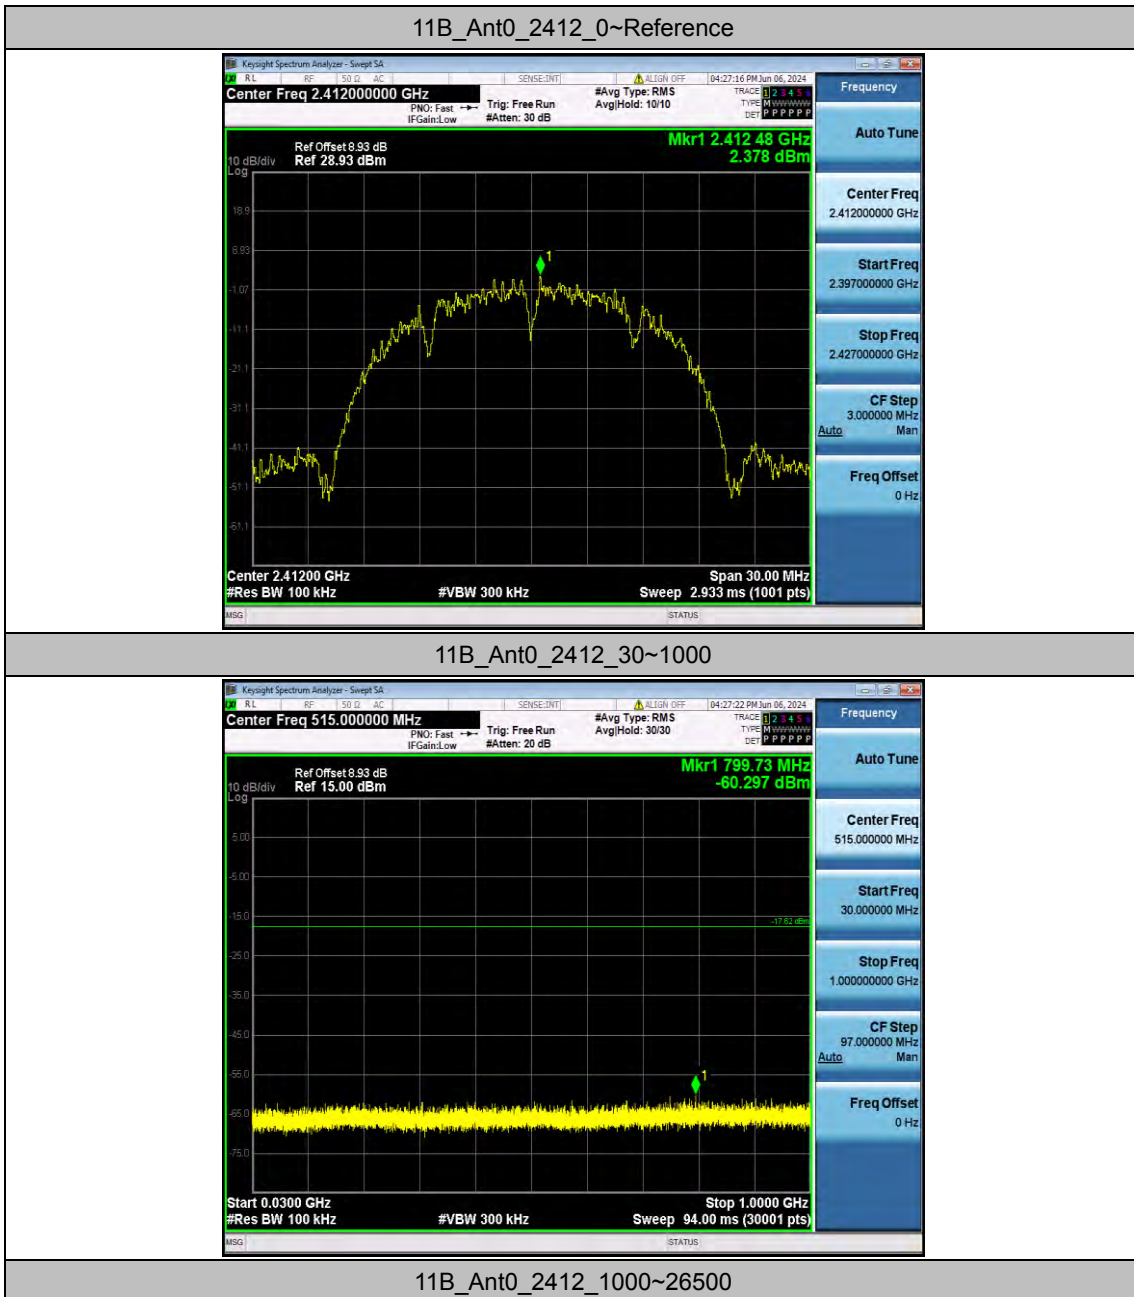 11B_Ant0_2412_0~Reference
Keysight Spectrum Analyzer - Swept SA
RL RF 50 Ω AC SENSE:INT ALIGN OFF 04:27:16 PM Jun 06, 2024
Center Freq 2.412000000 GHz
PNO: Fast
IFGain:Low
Trig: Free Run
#Atten: 30 dB
#Avg Type: RMS
Avg|Hold: 10/10
TRACE 1 2 3 4 5 6
TYPE M W W W W W
DET P P P P P P
Frequency
Mkr1 2.412 48 GHz
2.378 dBm
Ref Offset 8.93 dB
10 dB/div Ref 28.93 dBm
Log
18.9
8.93
-1.07
-11.1
-21.1
-31.1
-41.1
-51.1
-61.1
1
Center 2.41200 GHz
#Res BW 100 kHz
#VBW 300 kHz
Span 30.00 MHz
Sweep 2.933 ms (1001 pts)
Auto Tune
Center Freq
2.412000000 GHz
Start Freq
2.397000000 GHz
Stop Freq
2.427000000 GHz
CF Step
3.000000 MHz
Auto Man
Freq Offset
0 Hz
MSG STATUS
11B_Ant0_2412_30~1000
Keysight Spectrum Analyzer - Swept SA
RL RF 50 Ω AC SENSE:INT ALIGN OFF 04:27:22 PM Jun 06, 2024
Center Freq 515.000000 MHz
PNO: Fast
IFGain:Low
Trig: Free Run
#Atten: 20 dB
#Avg Type: RMS
Avg|Hold: 30/30
TRACE 1 2 3 4 5 6
TYPE M W W W W W
DET P P P P P P
Frequency
Mkr1 799.73 MHz
-60.297 dBm
Ref Offset 8.93 dB
10 dB/div Ref 15.00 dBm
Log
5.00
-5.00
-15.0
-25.0
-35.0
-45.0
-55.0
-65.0
-75.0
-17.62 dBm
1
Start 0.0300 GHz
#Res BW 100 kHz
#VBW 300 kHz
Stop 1.0000 GHz
Sweep 94.00 ms (30001 pts)
Auto Tune
Center Freq
515.000000 MHz
Start Freq
30.000000 MHz
Stop Freq
1.000000000 GHz
CF Step
97.000000 MHz
Auto Man
Freq Offset
0 Hz
MSG STATUS
11B_Ant0_2412_1000~26500